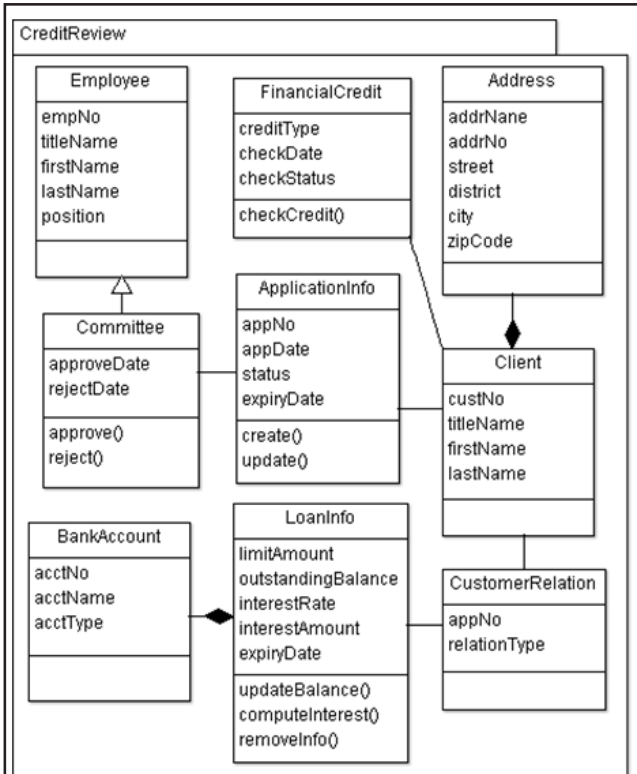 CreditReview
Employee
empNo
titleName
firstName
lastName
position
FinancialCredit
creditType
checkDate
checkStatus
checkCredit()
Address
addrNane
addrNo
street
district
city
zipCode
Committee
approveDate
rejectDate
approve()
reject()
ApplicationInfo
appNo
appDate
status
expiryDate
create()
update()
Client
custNo
titleName
firstName
lastName
BankAccount
acctNo
acctName
acctType
LoanInfo
limitAmount
outstandingBalance
interestRate
interestAmount
expiryDate
updateBalance()
computeInterest()
removeInfo()
CustomerRelation
appNo
relationType